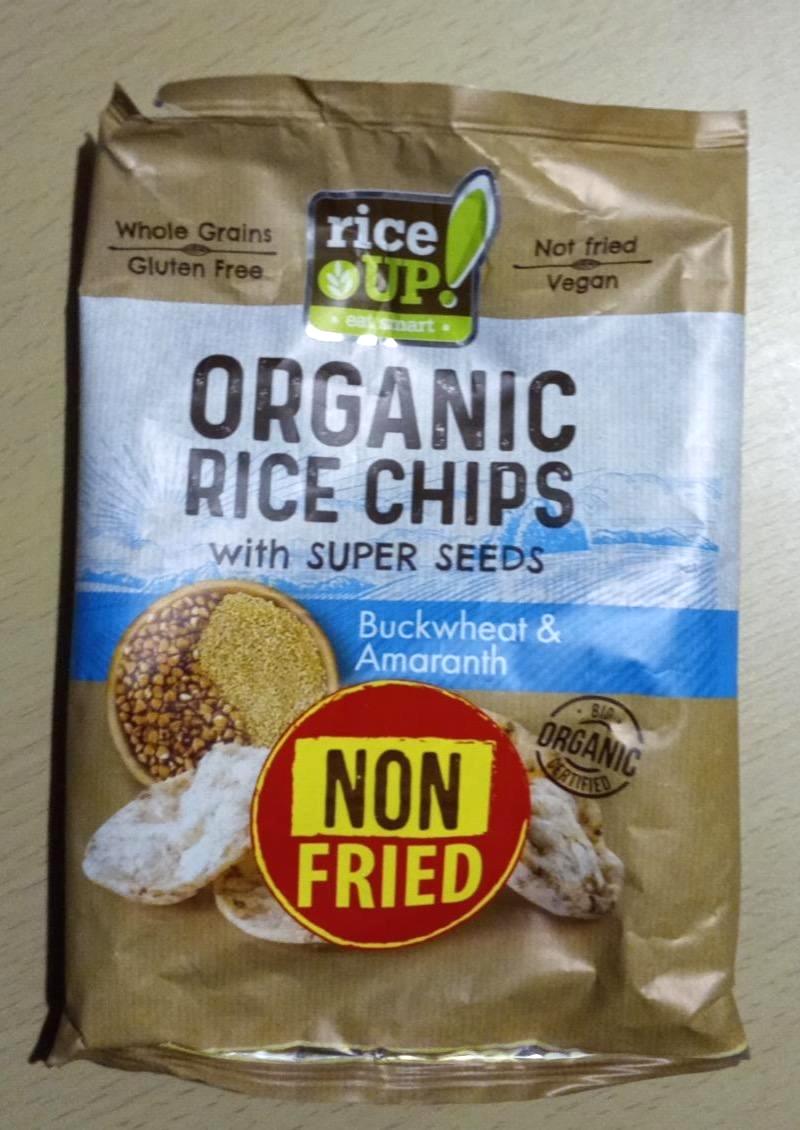 Whole Grains
Gluten Free
rice
UP!
• eat smart •
Not fried
Vegan
ORGANIC
RICE CHIPS
with SUPER SEEDS
Buckwheat &
Amaranth
NON
FRIED
• BIO •
ORGANIC
CERTIFIED